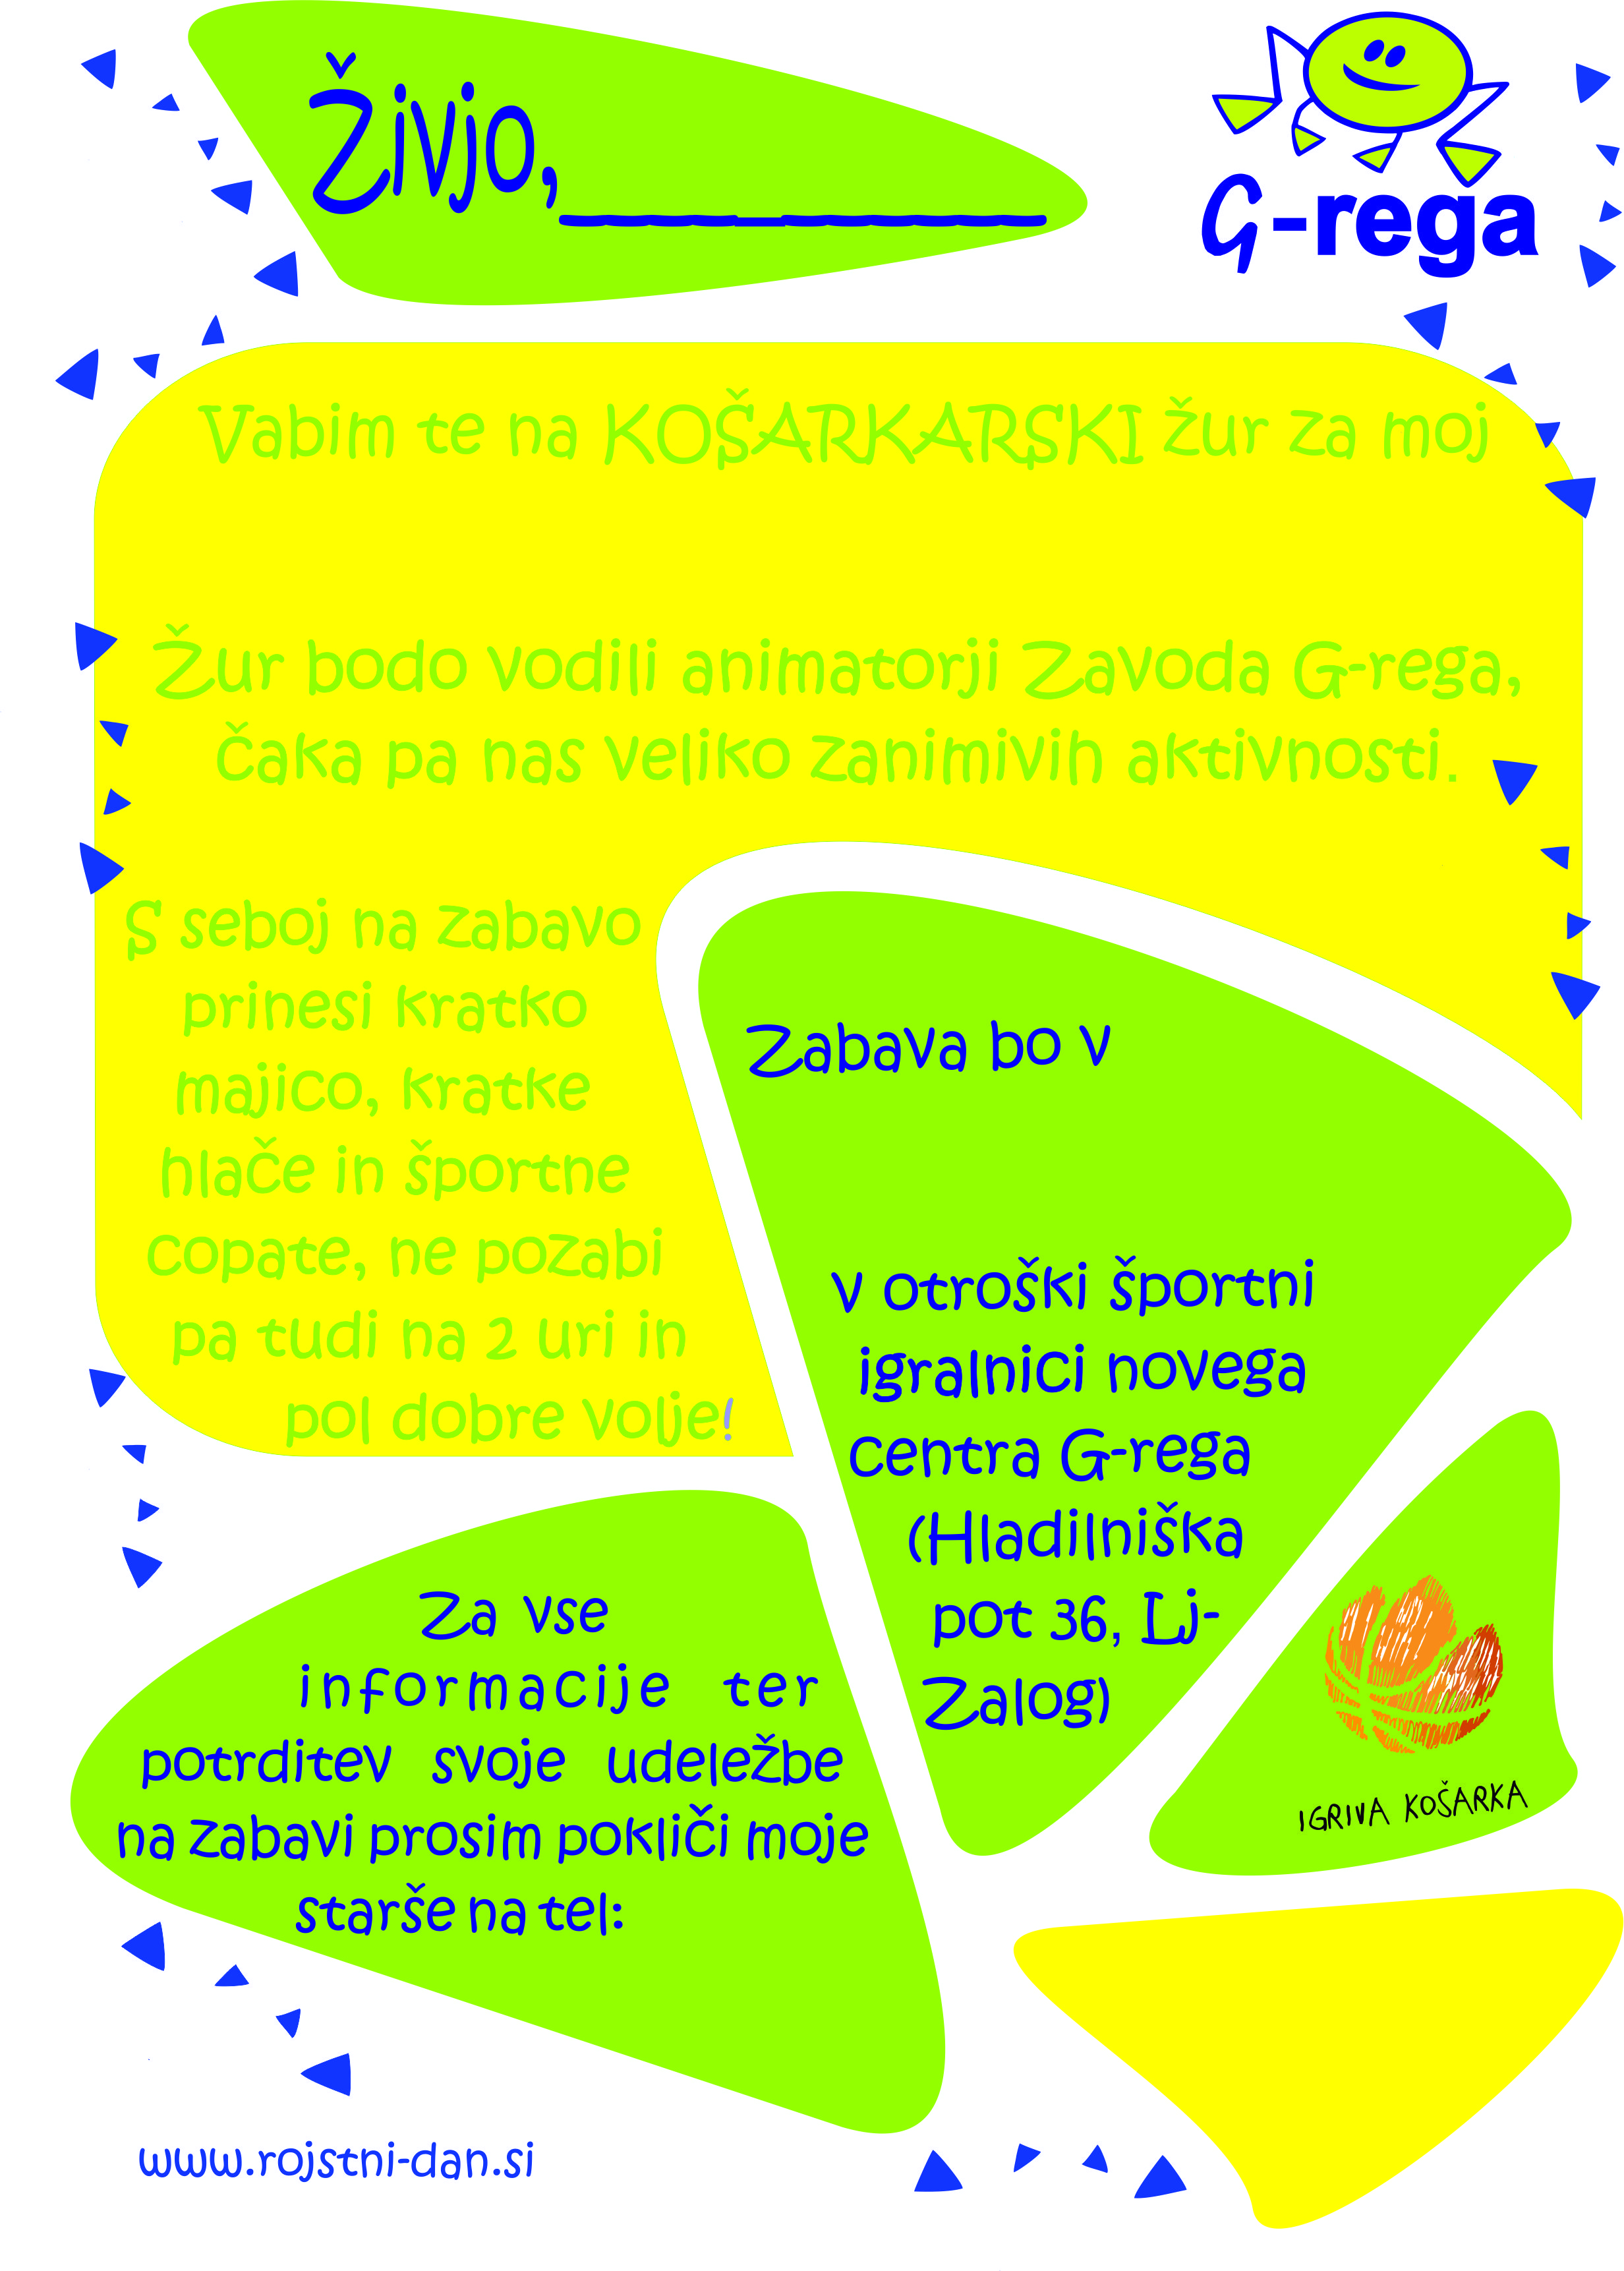 Živjo,
G-rega
Vabim te na KOŠARKARSKI žur za moj
Žur bodo vodili animatorji Zavoda G-rega,
čaka pa nas veliko zanimivih aktivnosti.
S seboj na zabavo
prinesi kratko
majico, kratke
hlače in športne
copate, ne pozabi
pa tudi na 2 uri in
pol dobre volje!
Zabava bo v
v otroški športni
igralnici novega
centra G-rega
(Hladilniška
pot 36, Lj-
Zalog)
IGRIVA KOŠARKA
Za vse
informacije ter
potrditev svoje udeležbe
na zabavi prosim pokliči moje
starše na tel:
www.rojstni-dan.si